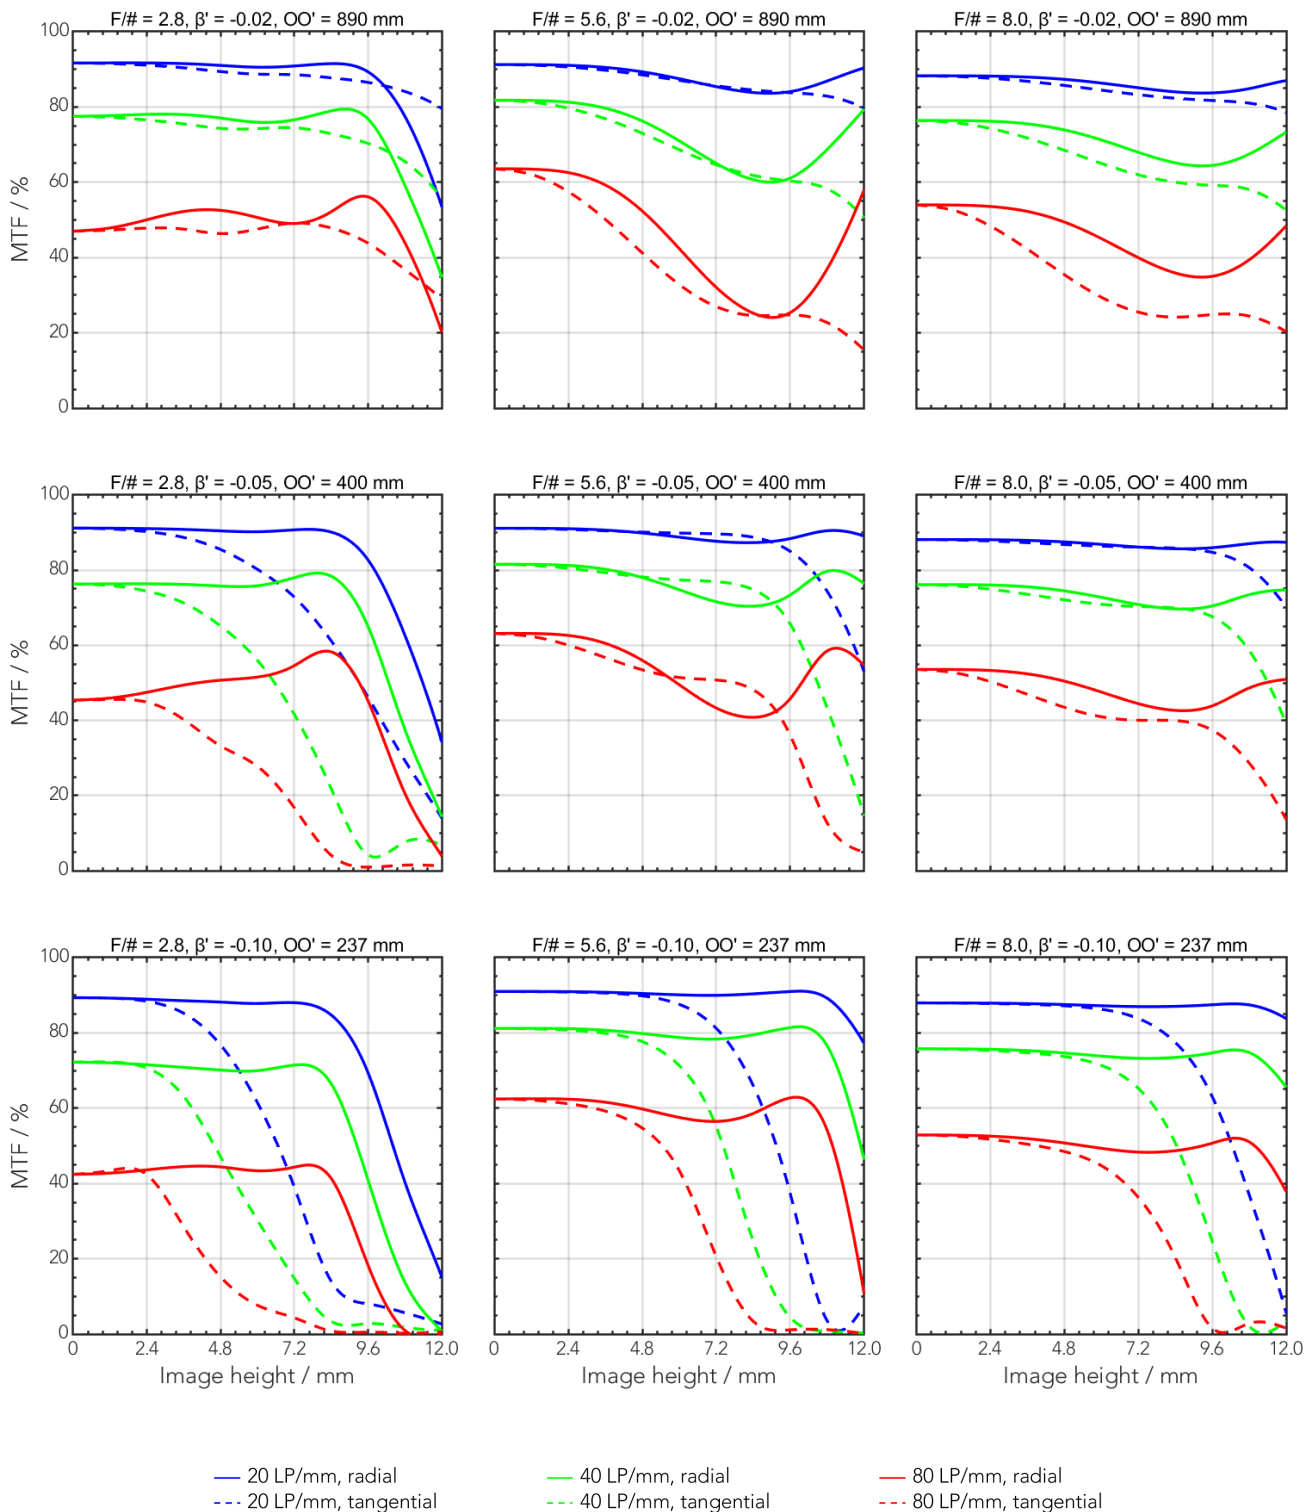 F/# = 2.8, β' = -0.02, OO' = 890 mm
F/# = 5.6, β' = -0.02, OO' = 890 mm
F/# = 8.0, β' = -0.02, OO' = 890 mm
100
80
60
40
20
0
MTF / %
F/# = 2.8, β' = -0.05, OO' = 400 mm
F/# = 5.6, β' = -0.05, OO' = 400 mm
F/# = 8.0, β' = -0.05, OO' = 400 mm
100
80
60
40
20
0
MTF / %
F/# = 2.8, β' = -0.10, OO' = 237 mm
F/# = 5.6, β' = -0.10, OO' = 237 mm
F/# = 8.0, β' = -0.10, OO' = 237 mm
100
80
60
40
20
0
MTF / %
0 2.4 4.8 7.2 9.6 12.0
0 2.4 4.8 7.2 9.6 12.0
0 2.4 4.8 7.2 9.6 12.0
Image height / mm
Image height / mm
Image height / mm
20 LP/mm, radial
40 LP/mm, radial
80 LP/mm, radial
20 LP/mm, tangential
40 LP/mm, tangential
80 LP/mm, tangential